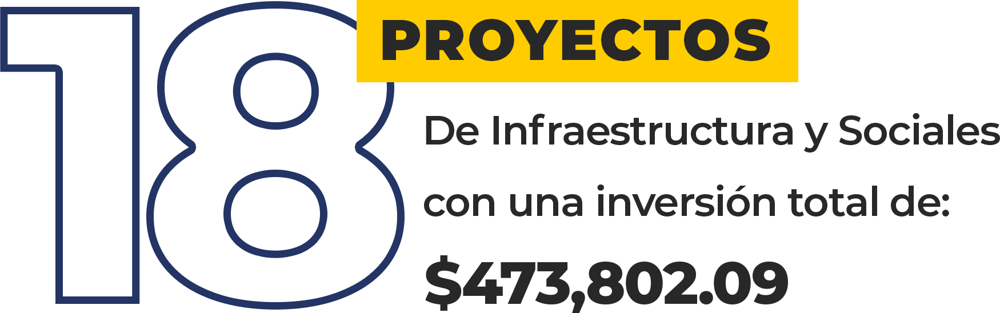 18 PROYECTOS
De Infraestructura y Sociales
con una inversión total de:
$473,802.09